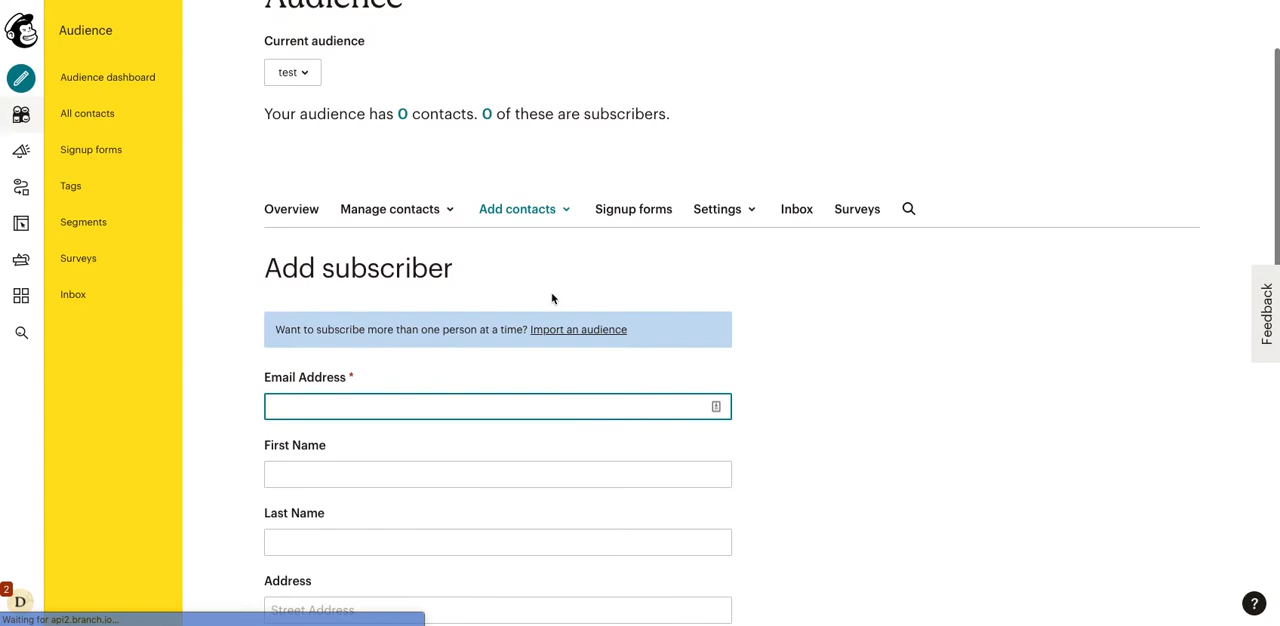 Audience
Audience
Current audience
Audience dashboard
test
All contacts
Your audience has 0 contacts. 0 of these are subscribers.
Signup forms
Tags
Overview
Manage contacts
Add contacts
Signup forms
Settings
Inbox
Surveys
Segments
Surveys
Add subscriber
Inbox
Feedback
Want to subscribe more than one person at a time? Import an audience
Email Address *
First Name
Last Name
Address
2
D
Street Address
?
Waiting for api2.branch.io...